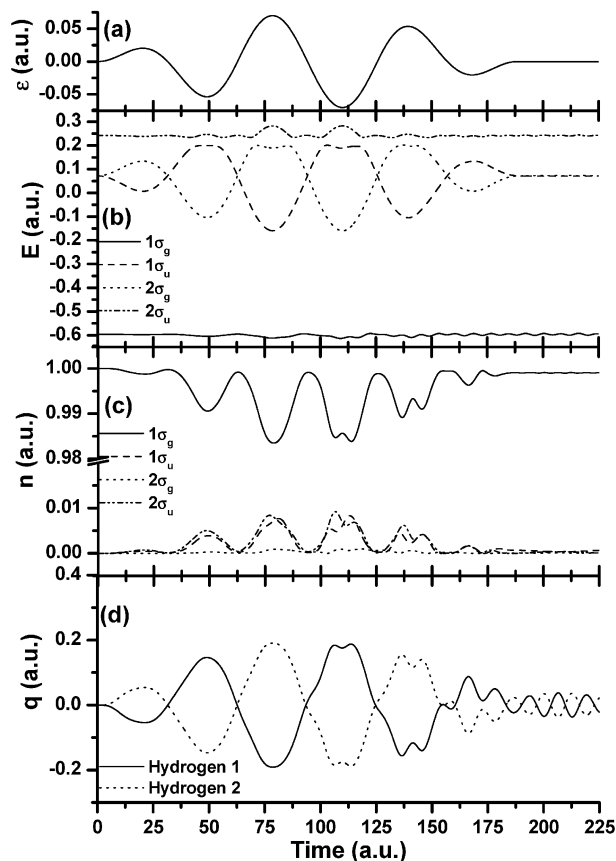 (a)
ε (a.u.)
0.05
0.00
-0.05
(b)
E (a.u.)
0.3
0.2
0.1
0.0
-0.1
-0.2
-0.3
-0.4
-0.5
-0.6
1σg
1σu
2σg
2σu
(c)
n (a.u.)
1.00
0.99
0.98
0.01
0.00
1σg
1σu
2σg
2σu
(d)
q (a.u.)
0.4
0.2
0.0
-0.2
Hydrogen 1
Hydrogen 2
0 25 50 75 100 125 150 175 200 225
Time (a.u.)